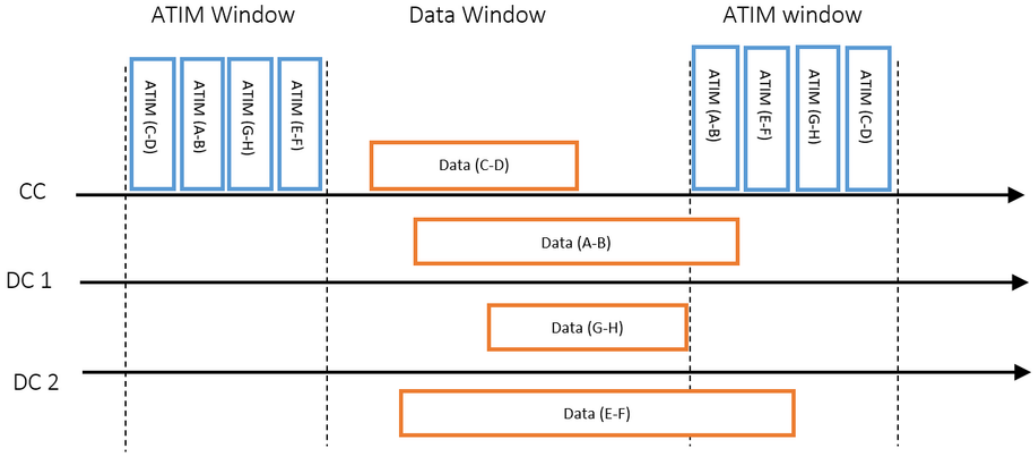 ATIM Window
Data Window
ATIM window
ATIM (C-D)
ATIM (A-B)
ATIM (G-H)
ATIM (E-F)
ATIM (A-B)
ATIM (E-F)
ATIM (G-H)
ATIM (C-D)
Data (C-D)
CC
Data (A-B)
DC 1
Data (G-H)
DC 2
Data (E-F)